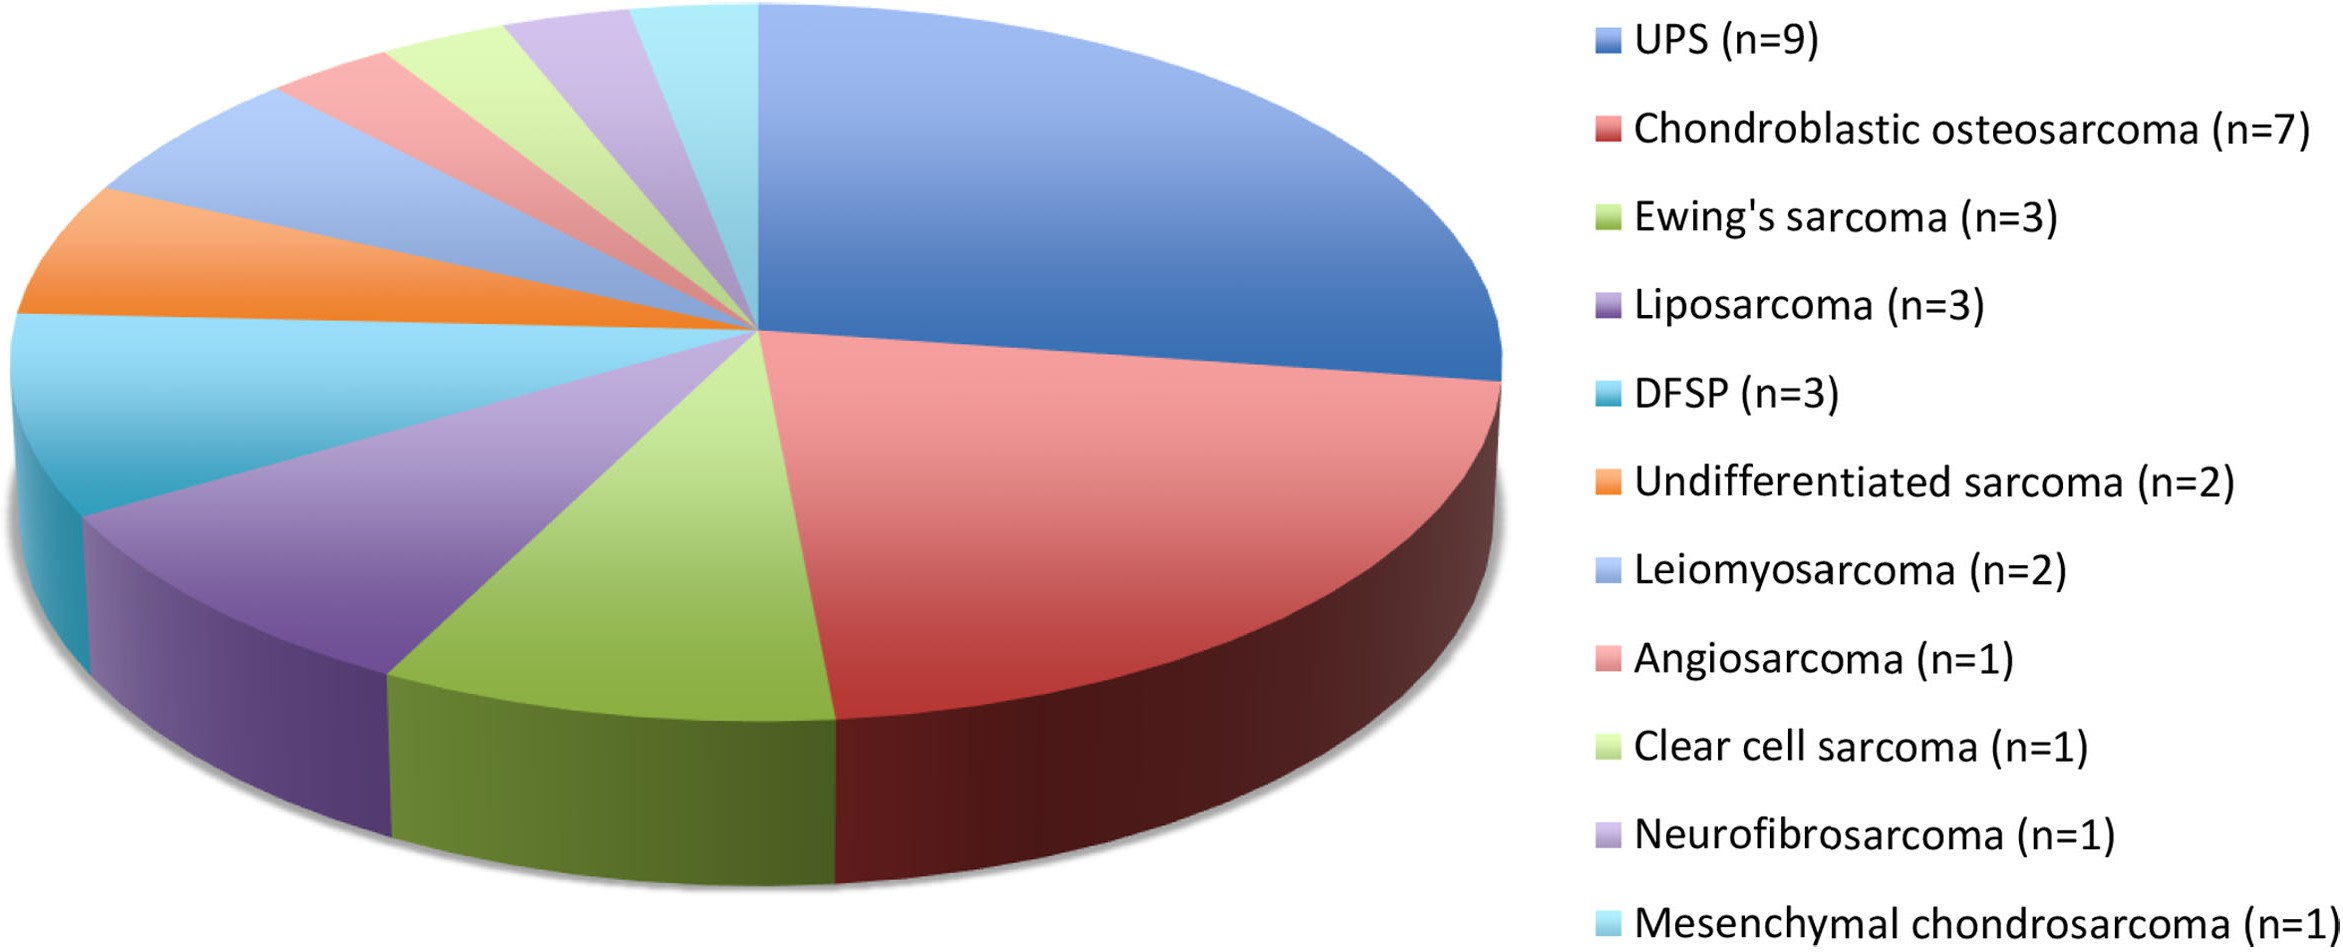 UPS (n=9)
Chondroblastic osteosarcoma (n=7)
Ewing's sarcoma (n=3)
Liposarcoma (n=3)
DFSP (n=3)
Undifferentiated sarcoma (n=2)
Leiomyosarcoma (n=2)
Angiosarcoma (n=1)
Clear cell sarcoma (n=1)
Neurofibrosarcoma (n=1)
Mesenchymal chondrosarcoma (n=1)